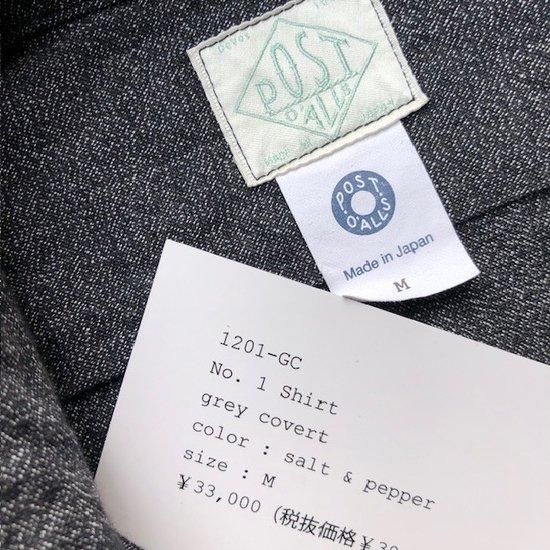 POST
O'ALLS
POST
O'ALLS
Made in Japan
M
1201-GC
No. 1 Shirt
grey covert
color : salt & pepper
size : M
¥33,000 (税抜価格¥30